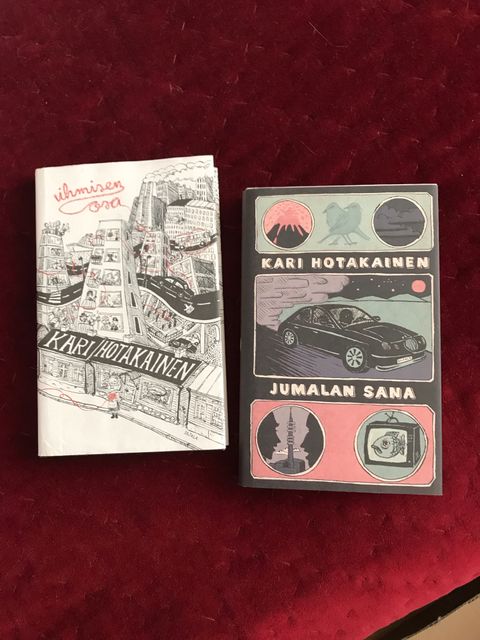 ihmisen
osa
KARI HOTAKAINEN
KARI HOTAKAINEN
JUMALAN SANA